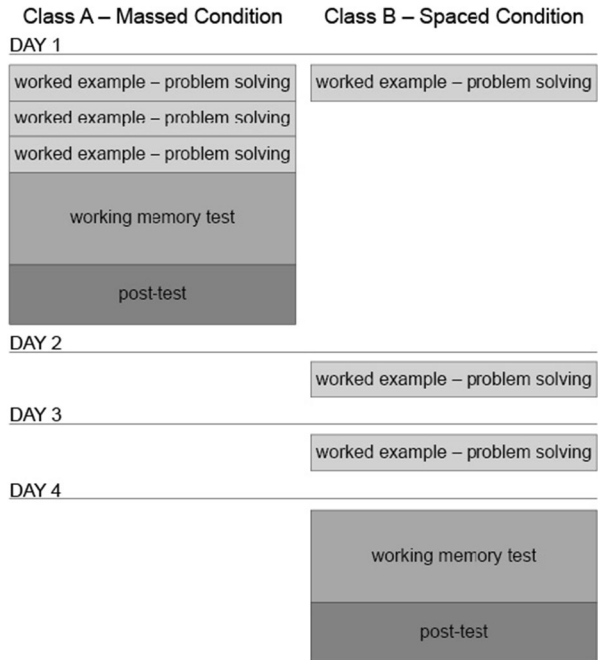 Class A – Massed Condition
Class B – Spaced Condition
DAY 1
worked example – problem solving
worked example – problem solving
worked example – problem solving
worked example – problem solving
working memory test
post-test
DAY 2
worked example – problem solving
DAY 3
worked example – problem solving
DAY 4
working memory test
post-test